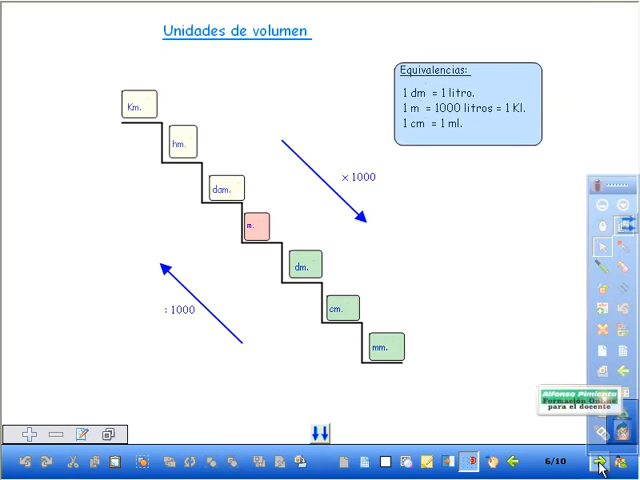 Unidades de volumen
Equivalencias:
1 dm = 1 litro.
1 m = 1000 litros = 1 Kl.
1 cm = 1 ml.
Km.
hm.
dam.
x 1000
m.
dm.
: 1000
cm.
mm.
Alfonso Pimienta
Formación Online
para el docente
6/10